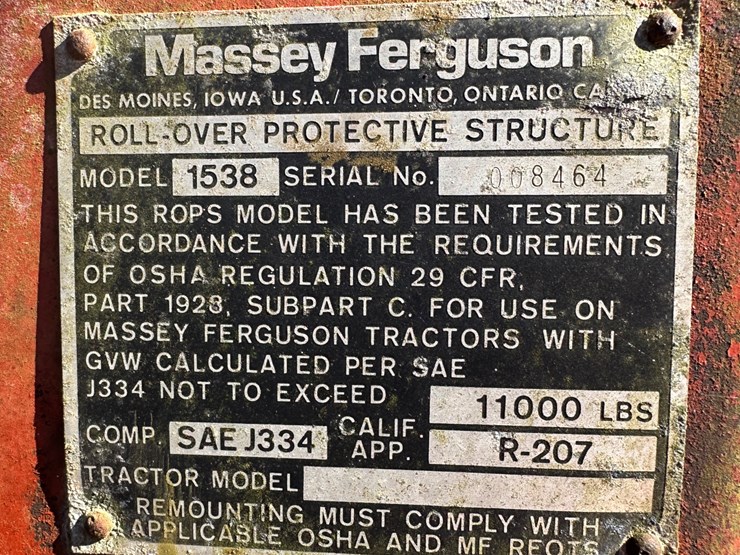 Massey Ferguson
DES MOINES, IOWA U.S.A./ TORONTO, ONTARIO CA
ROLL-OVER PROTECTIVE STRUCTURE
MODEL 1538 SERIAL No. 008464
THIS ROPS MODEL HAS BEEN TESTED IN
ACCORDANCE WITH THE REQUIREMENTS
OF OSHA REGULATION 29 CFR,
PART 1928, SUBPART C. FOR USE ON
MASSEY FERGUSON TRACTORS WITH
GVW CALCULATED PER SAE
J334 NOT TO EXCEED 11000 LBS
COMP. SAE J334 CALIF. APP. R-207
TRACTOR MODEL
REMOUNTING MUST COMPLY WITH
APPLICABLE OSHA AND MF REQTS